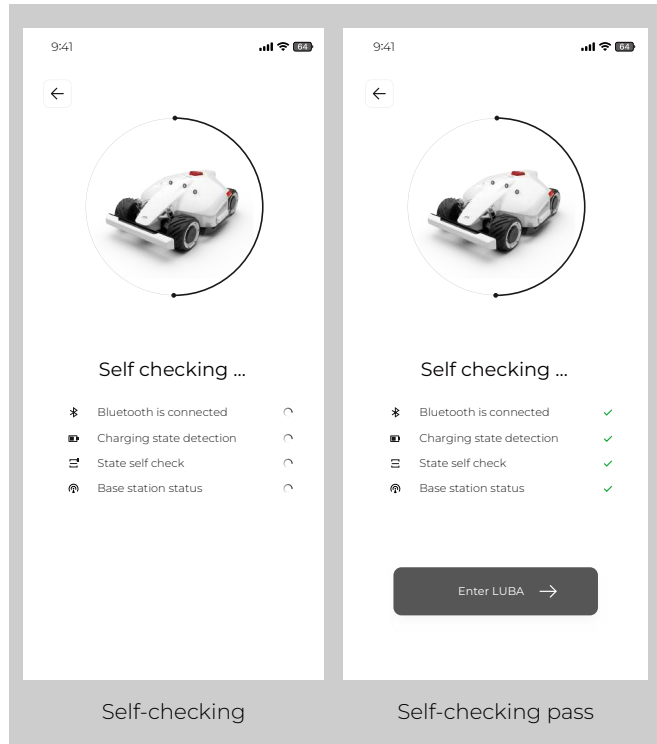 9:41
64
Self checking ...
Bluetooth is connected
Charging state detection
State self check
Base station status
Self-checking
9:41
64
Self checking ...
Bluetooth is connected
Charging state detection
State self check
Base station status
Enter LUBA
Self-checking pass